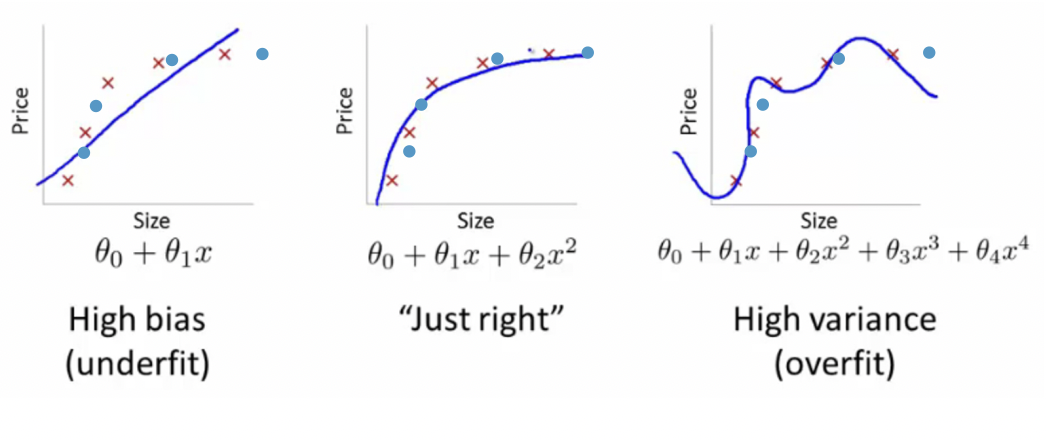 Price
Size
θ₀ + θ₁x
High bias
(underfit)
Price
Size
θ₀ + θ₁x + θ₂x²
“Just right”
Price
Size
θ₀ + θ₁x + θ₂x² + θ₃x³ + θ₄x⁴
High variance
(overfit)